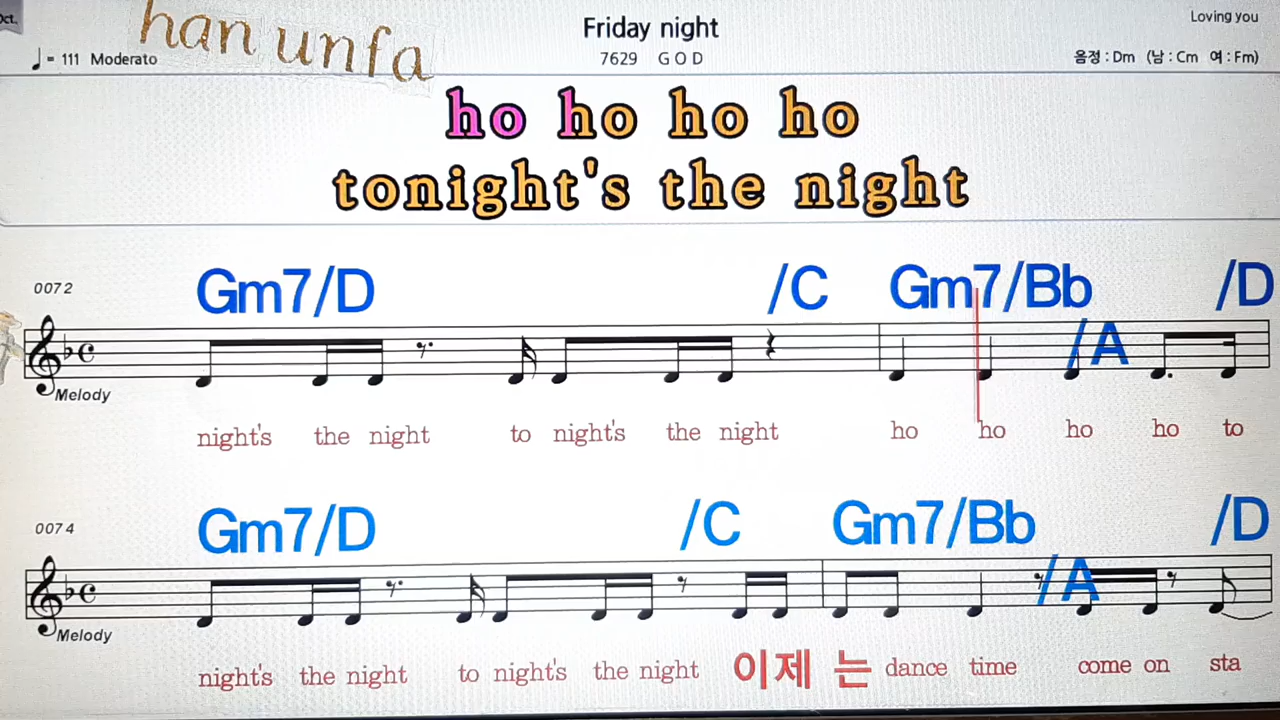 Oct.
han unfa
Friday night
Loving you
♩ = 111 Moderato
7629 G O D
음정 : Dm (남 : Cm 여 : Fm)
ho ho ho ho
tonight's the night
0072
Gm7/D /C Gm7/Bb /A /D
Melody
night's the night to night's the night ho ho ho ho to
0074
Gm7/D /C Gm7/Bb /A /D
Melody
night's the night to night's the night 이제 는 dance time come on sta